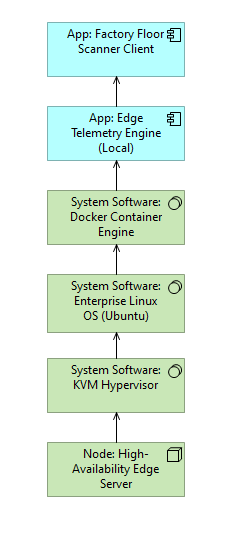 App: Factory Floor
Scanner Client
App: Edge
Telemetry Engine
(Local)
System Software:
Docker Container
Engine
System Software:
Enterprise Linux
OS (Ubuntu)
System Software:
KVM Hypervisor
Node: High-
Availability Edge
Server